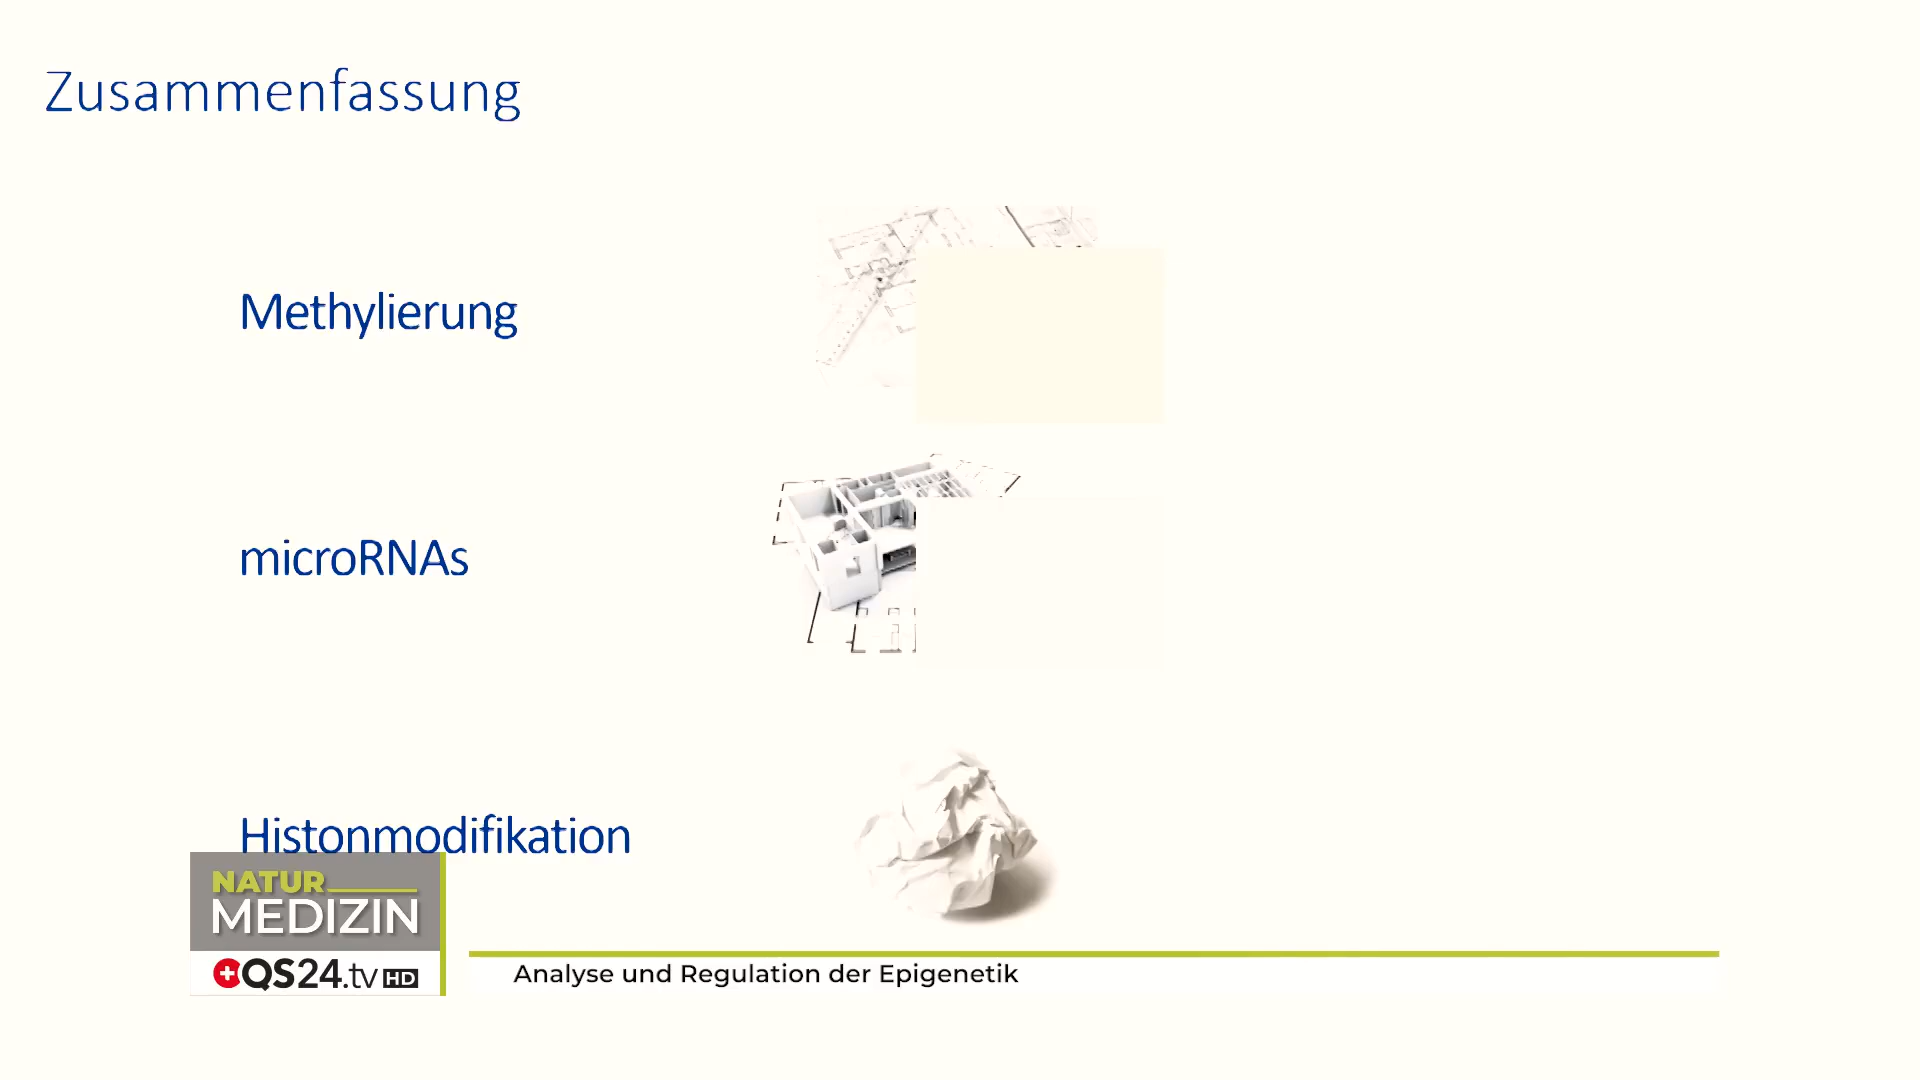 Zusammenfassung
Methylierung
microRNAs
Histonmodifikation
NATUR
MEDIZIN
QS24.tv HD
Analyse und Regulation der Epigenetik